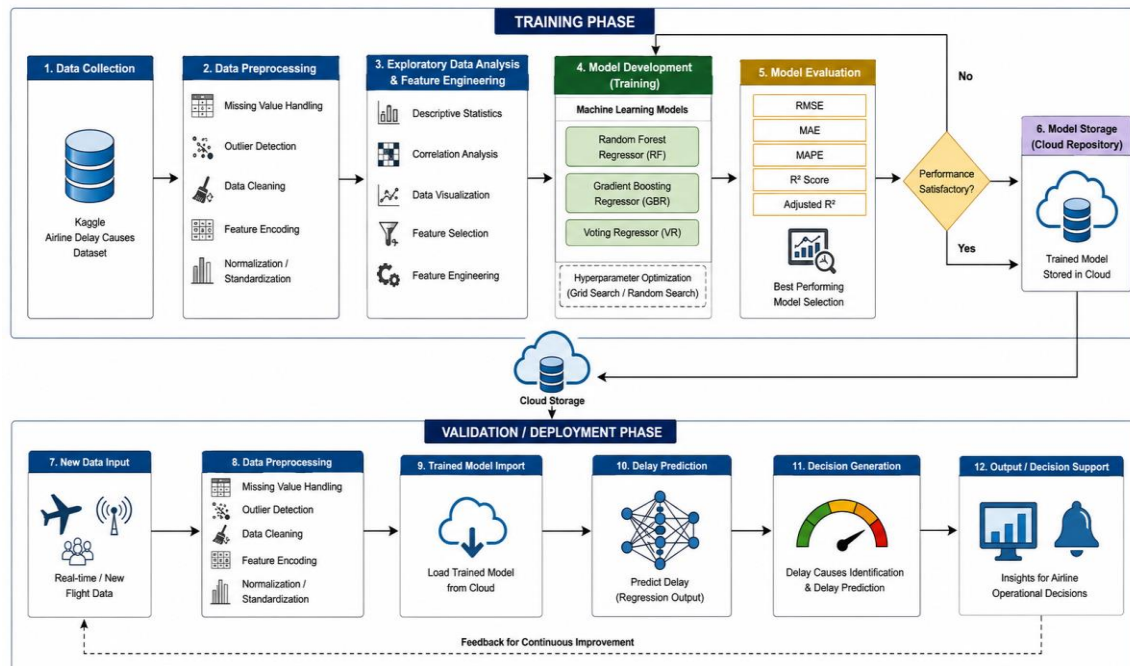 TRAINING PHASE
1. Data Collection
Kaggle
Airline Delay Causes
Dataset
2. Data Preprocessing
Missing Value Handling
Outlier Detection
Data Cleaning
Feature Encoding
Normalization /
Standardization
3. Exploratory Data Analysis
& Feature Engineering
Descriptive Statistics
Correlation Analysis
Data Visualization
Feature Selection
Feature Engineering
4. Model Development
(Training)
Machine Learning Models
Random Forest
Regressor (RF)
Gradient Boosting
Regressor (GBR)
Voting Regressor (VR)
Hyperparameter Optimization
(Grid Search / Random Search)
5. Model Evaluation
RMSE
MAE
MAPE
R² Score
Adjusted R²
Best Performing
Model Selection
No
Performance
Satisfactory?
Yes
6. Model Storage
(Cloud Repository)
Trained Model
Stored in Cloud
Cloud Storage
VALIDATION / DEPLOYMENT PHASE
7. New Data Input
Real-time / New
Flight Data
8. Data Preprocessing
Missing Value Handling
Outlier Detection
Data Cleaning
Feature Encoding
Normalization /
Standardization
9. Trained Model Import
Load Trained Model
from Cloud
10. Delay Prediction
Predict Delay
(Regression Output)
11. Decision Generation
Delay Causes Identification
& Delay Prediction
12. Output / Decision Support
Insights for Airline
Operational Decisions
Feedback for Continuous Improvement